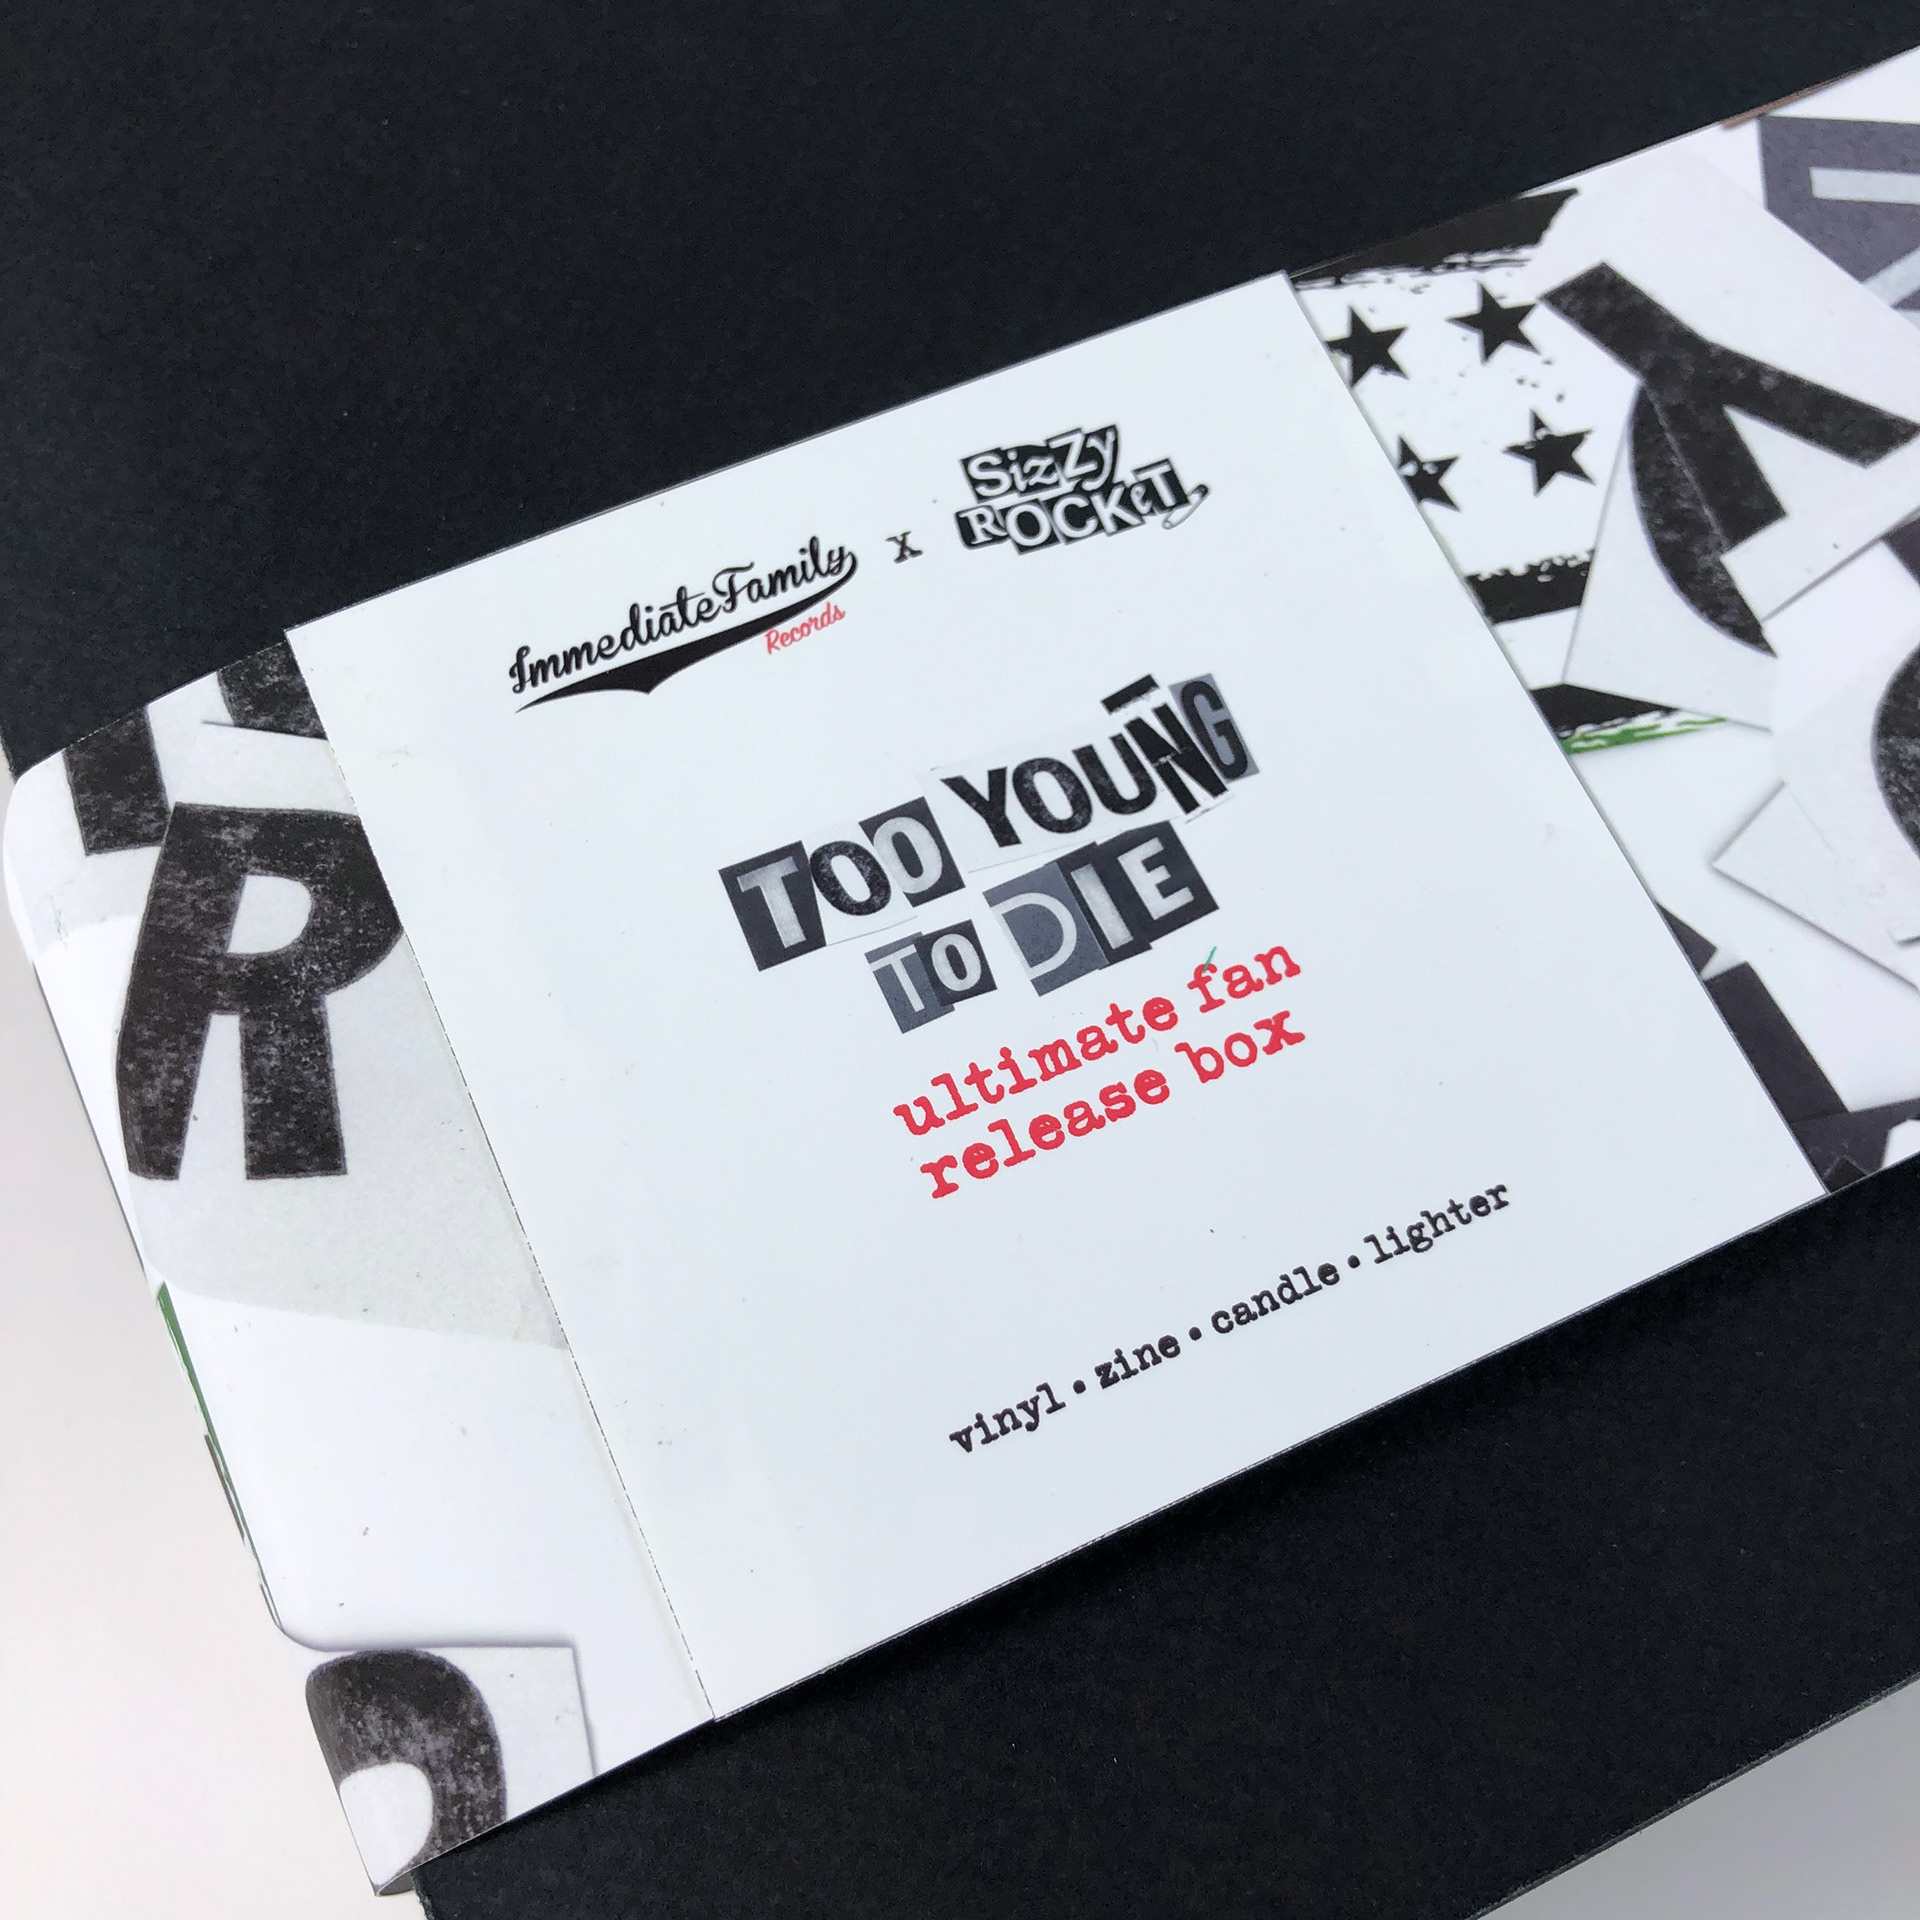 ImmediateFamily
Records
x
SizZy
ROCKeT
TOO YOUNG
TO DIE
ultimate fan
release box
vinyl • zine • candle • lighter
R